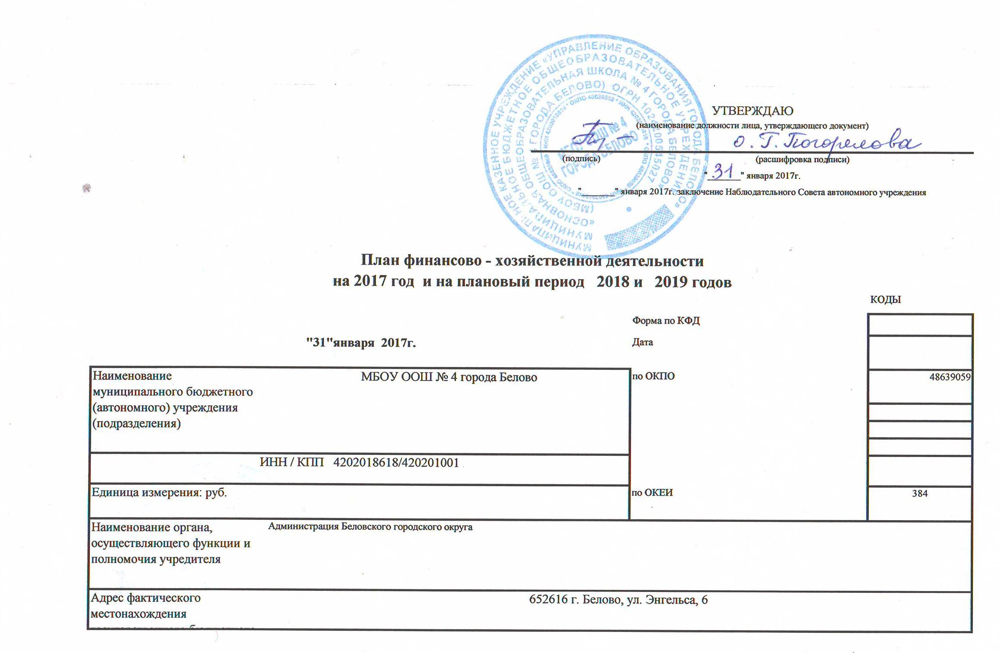 МУНИЦИПАЛЬНОЕ КАЗЕННОЕ УЧРЕЖДЕНИЕ «УПРАВЛЕНИЕ ОБРАЗОВАНИЯ ГОРОДА БЕЛОВО»
МУНИЦИПАЛЬНОЕ БЮДЖЕТНОЕ ОБЩЕОБРАЗОВАТЕЛЬНОЕ УЧРЕЖДЕНИЕ
«ОСНОВНАЯ ОБЩЕОБРАЗОВАТЕЛЬНАЯ ШКОЛА № 4 ГОРОДА БЕЛОВО»
(МБОУ ООШ № 4 ГОРОДА БЕЛОВО) ОГРН
ООШ № 4
ГОРОДА БЕЛОВО
УТВЕРЖДАЮ
(наименование должности лица, утверждающего документ)
О. Г. Погорелова
(подпись) (расшифровка подписи)
"31" января 2017г.
"_______" января 2017г. заключение Наблюдательного Совета автономного учреждения
План финансово - хозяйственной деятельности
на 2017 год и на плановый период 2018 и 2019 годов
КОДЫ
Форма по КФД
"31"января 2017г. Дата
Наименование МБОУ ООШ № 4 города Белово по ОКПО 48639059
муниципального бюджетного
(автономного) учреждения
(подразделения)
ИНН / КПП 4202018618/420201001
Единица измерения: руб. по ОКЕИ 384
Наименование органа, Администрация Беловского городского округа
осуществляющего функции и
полномочия учредителя
Адрес фактического 652616 г. Белово, ул. Энгельса, 6
местонахождения